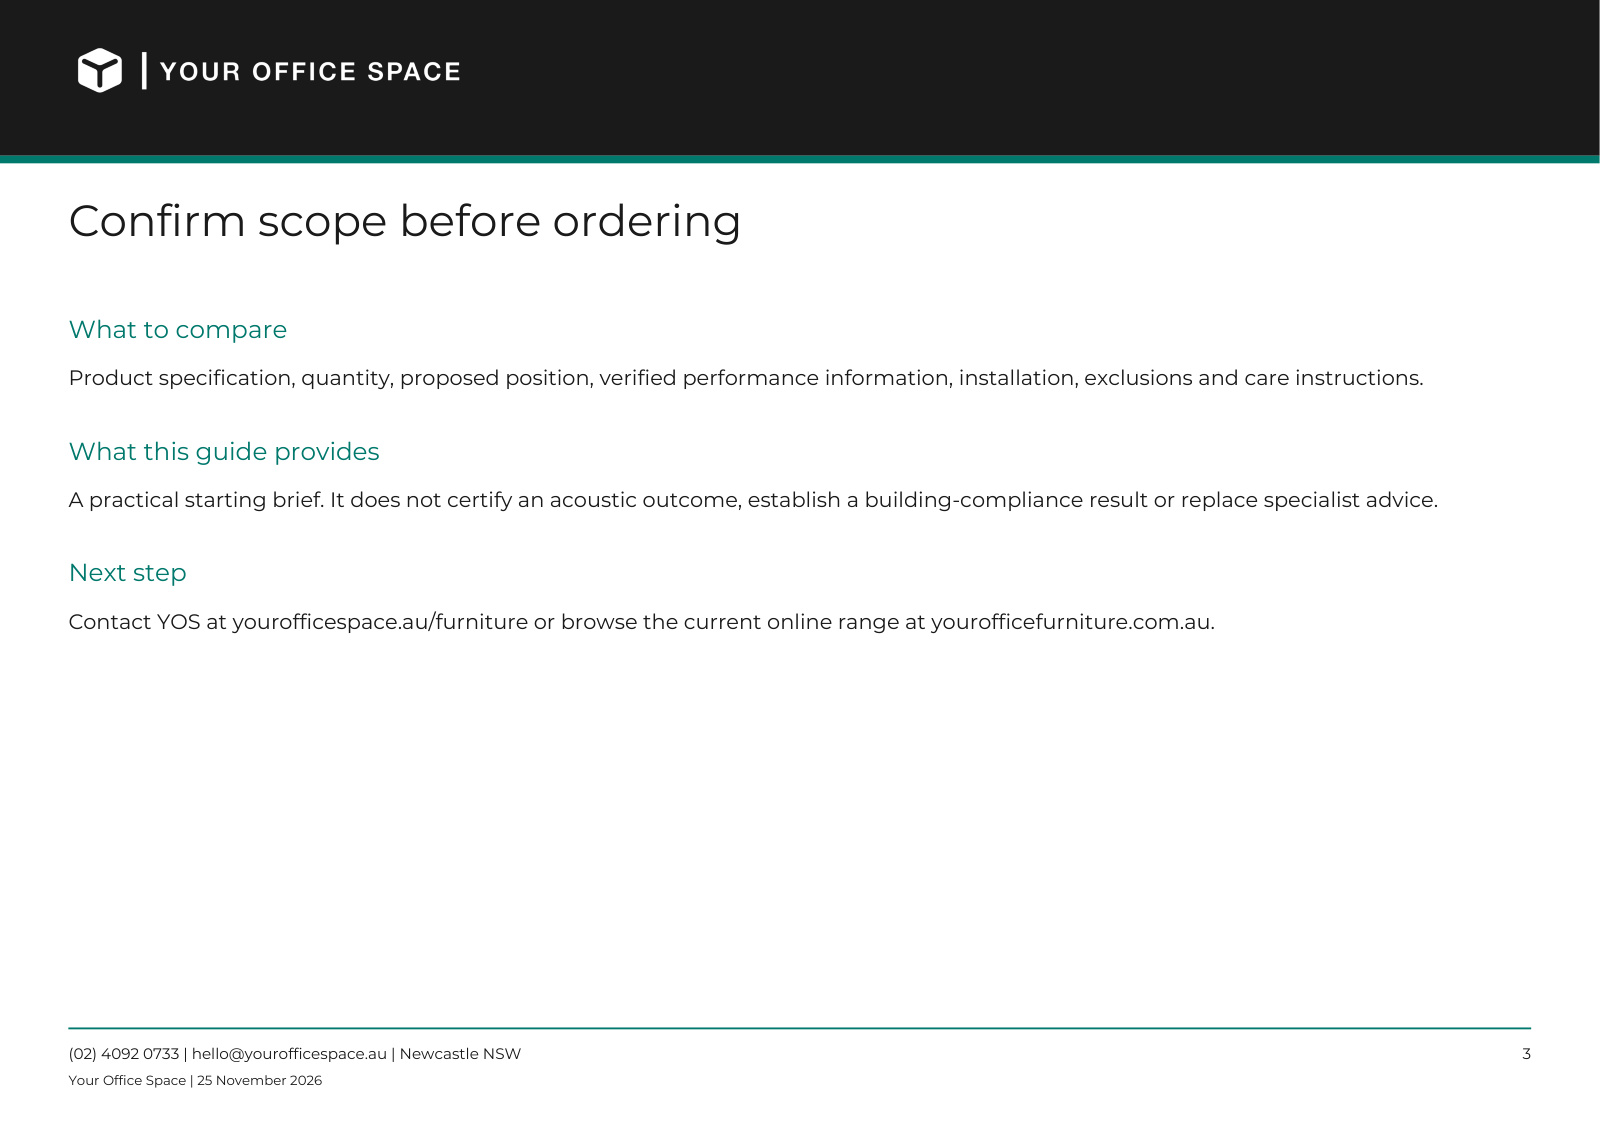 YOUR OFFICE SPACE
Confirm scope before ordering
What to compare
Product specification, quantity, proposed position, verified performance information, installation, exclusions and care instructions.
What this guide provides
A practical starting brief. It does not certify an acoustic outcome, establish a building-compliance result or replace specialist advice.
Next step
Contact YOS at yourofficespace.au/furniture or browse the current online range at yourofficefurniture.com.au.
(02) 4092 0733 | hello@yourofficespace.au | Newcastle NSW
3
Your Office Space | 25 November 2026